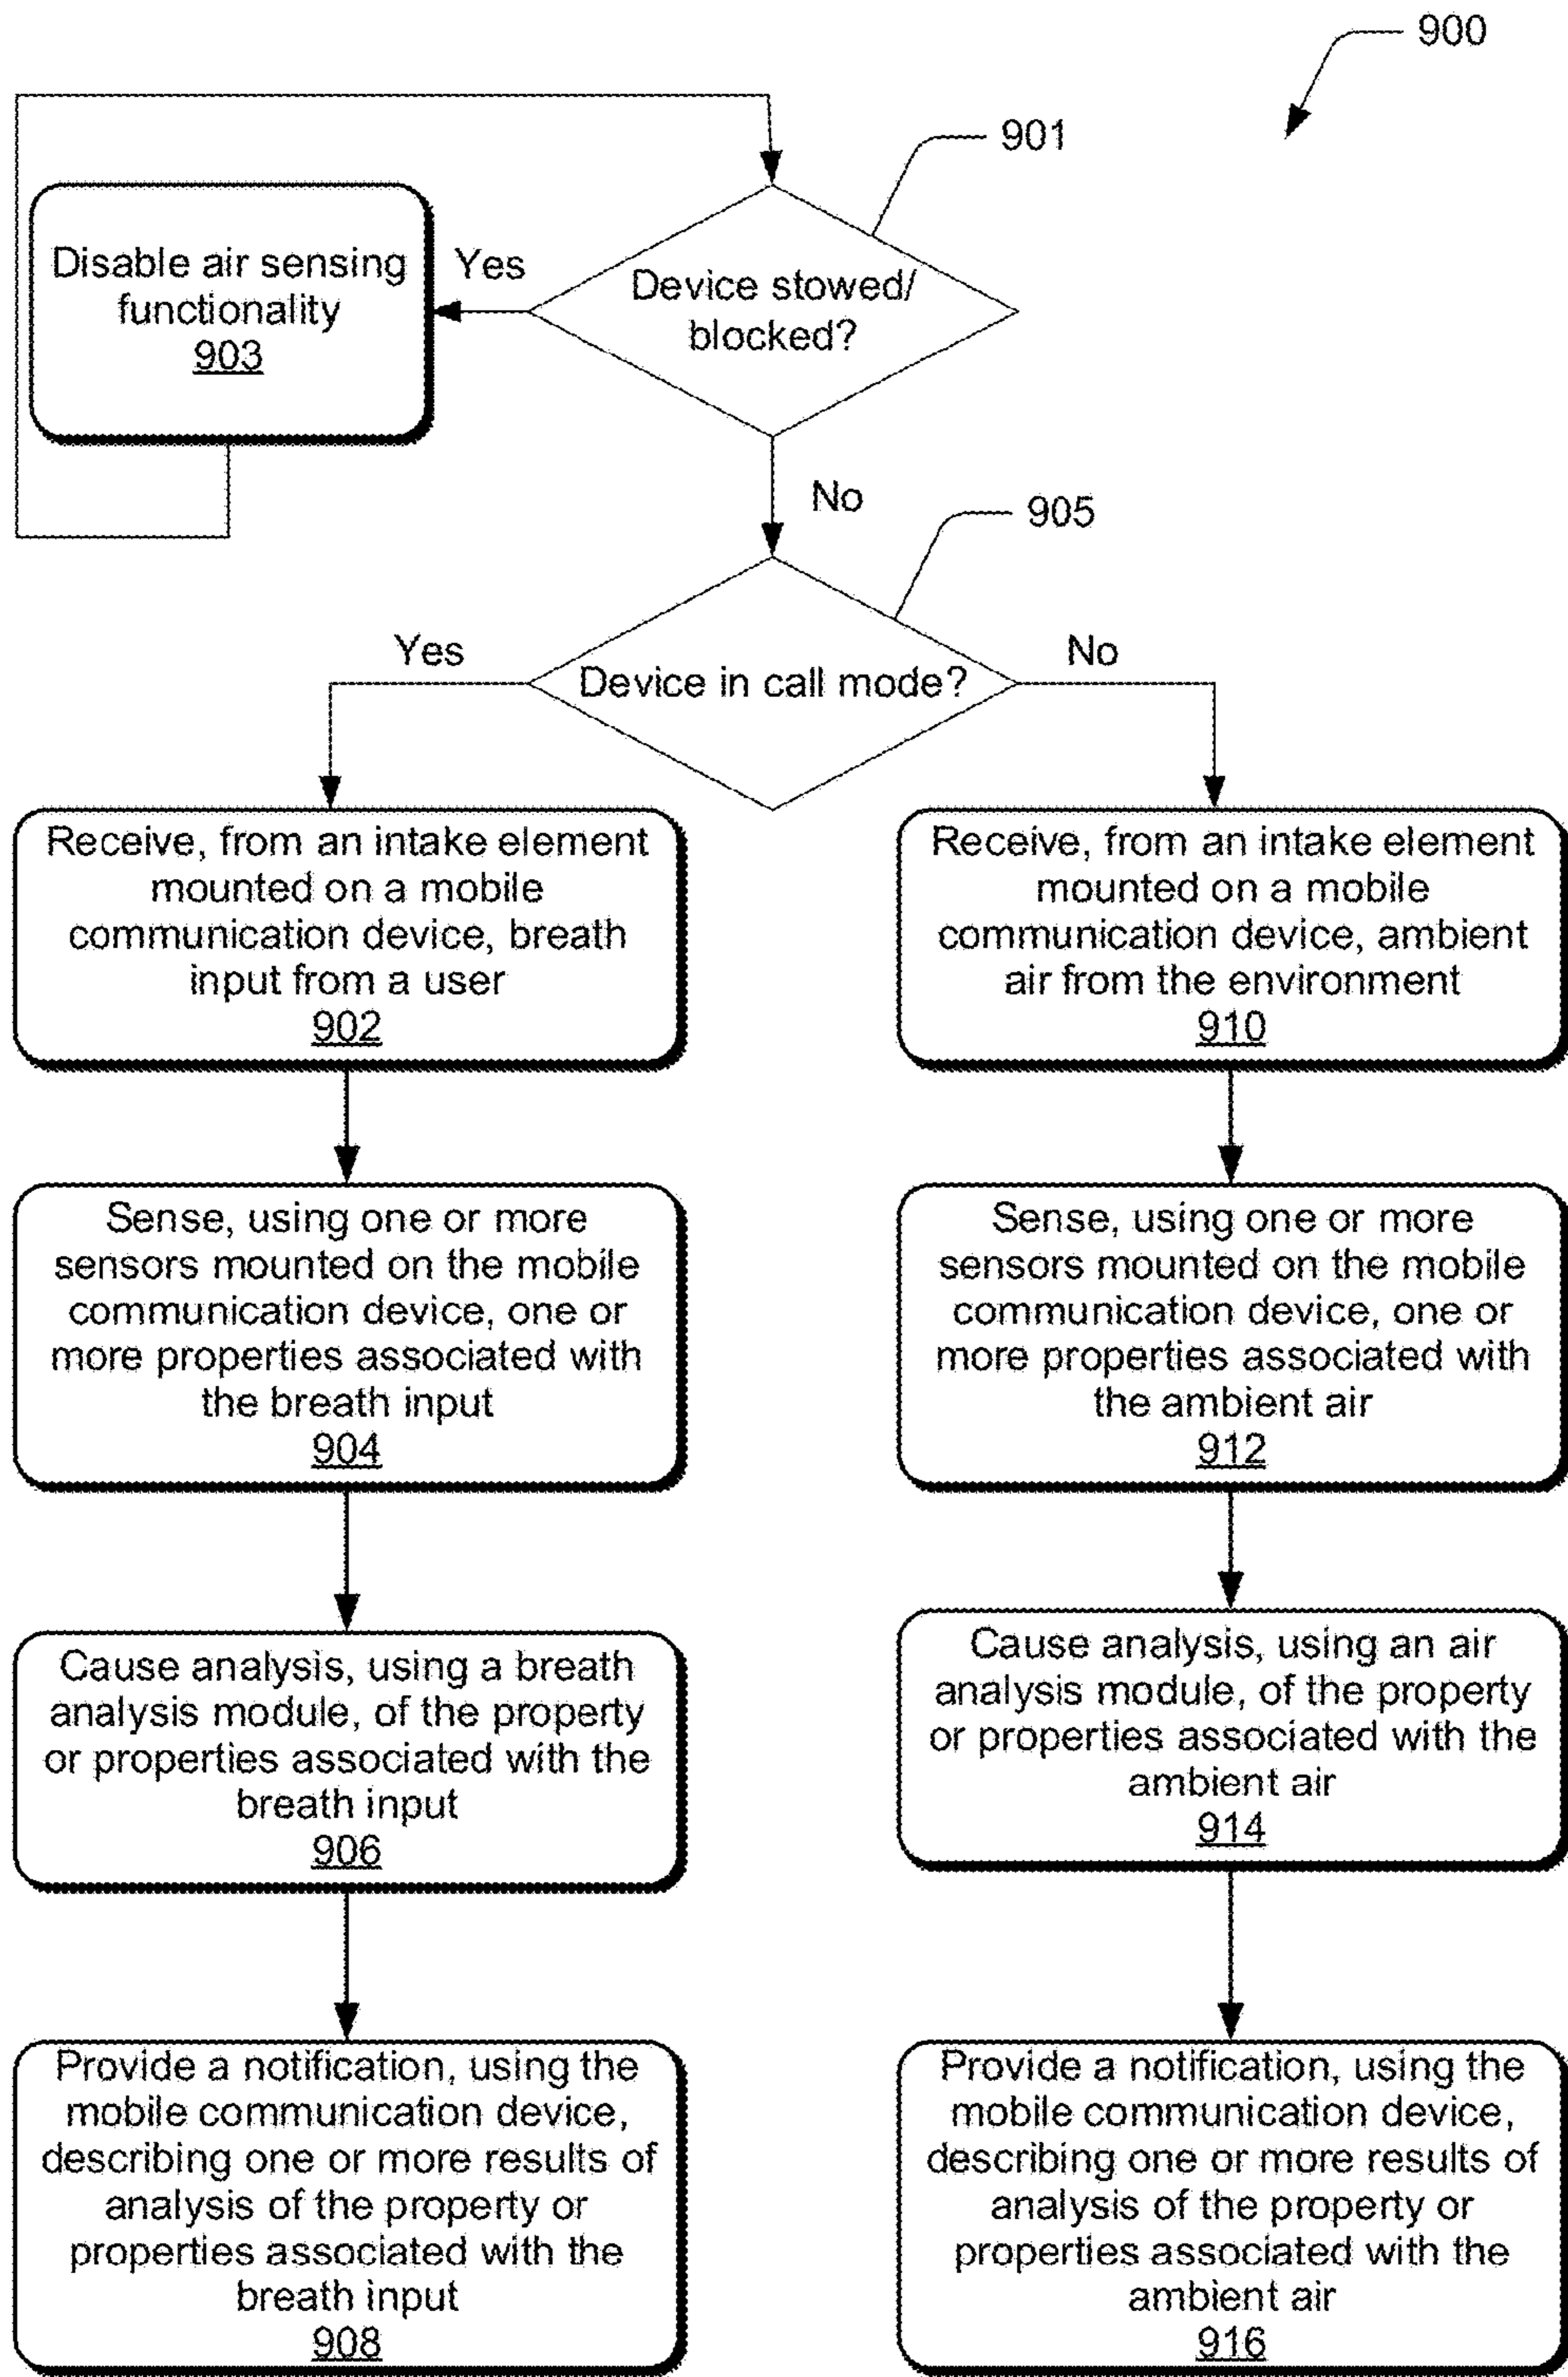 900
901
Disable air sensing
functionality
903
Yes
Device stowed/
blocked?
No
905
Yes
Device in call mode?
No
Receive, from an intake element
mounted on a mobile
communication device, breath
input from a user
902
Receive, from an intake element
mounted on a mobile
communication device, ambient
air from the environment
910
Sense, using one or more
sensors mounted on the mobile
communication device, one or
more properties associated with
the breath input
904
Sense, using one or more
sensors mounted on the mobile
communication device, one or
more properties associated with
the ambient air
912
Cause analysis, using a breath
analysis module, of the property
or properties associated with the
breath input
906
Cause analysis, using an air
analysis module, of the property
or properties associated with the
ambient air
914
Provide a notification, using the
mobile communication device,
describing one or more results of
analysis of the property or
properties associated with the
breath input
908
Provide a notification, using the
mobile communication device,
describing one or more results of
analysis of the property or
properties associated with the
ambient air
916